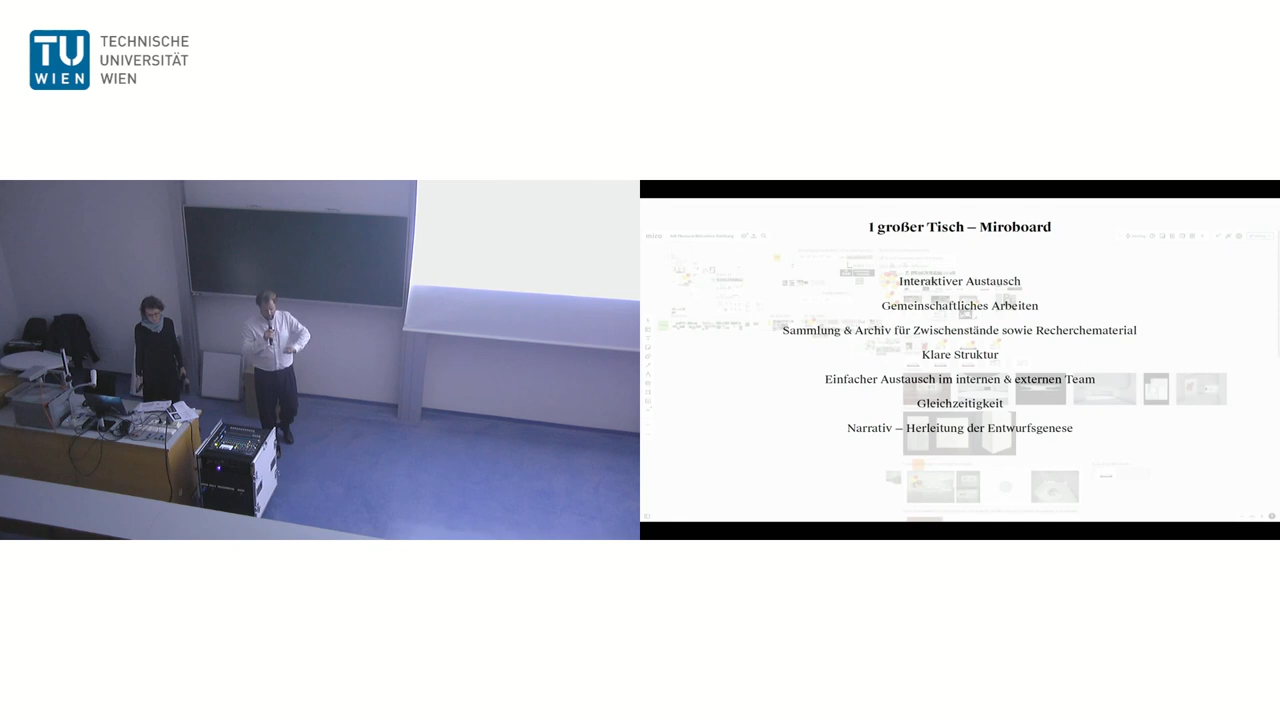 TU
WIEN
TECHNISCHE
UNIVERSITÄT
WIEN
1 großer Tisch – Miroboard
miro
Interaktiver Austausch
Gemeinschaftliches Arbeiten
Sammlung & Archiv für Zwischenstände sowie Recherchematerial
Klare Struktur
Einfacher Austausch im internen & externen Team
Gleichzeitigkeit
Narrativ – Herleitung der Entwurfsgenese